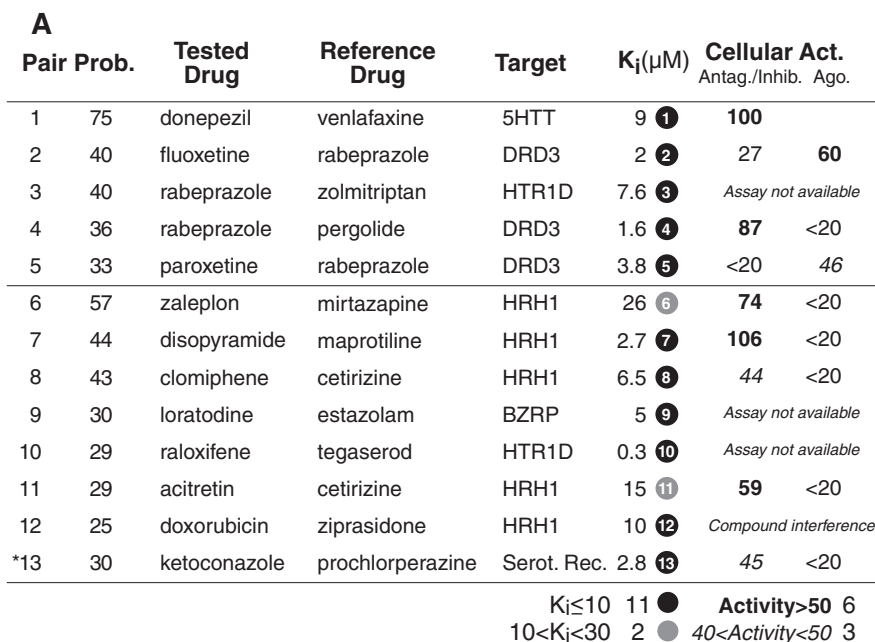 A
Pair Prob. Tested Drug Reference Drug Target Ki(μM) Cellular Act.
Antag./Inhib. Ago.
1 75 donepezil venlafaxine 5HTT 9 1 100
2 40 fluoxetine rabeprazole DRD3 2 2 27 60
3 40 rabeprazole zolmitriptan HTR1D 7.6 3 Assay not available
4 36 rabeprazole pergolide DRD3 1.6 4 87 <20
5 33 paroxetine rabeprazole DRD3 3.8 5 <20 46
6 57 zaleplon mirtazapine HRH1 26 6 74 <20
7 44 disopyramide maprotiline HRH1 2.7 7 106 <20
8 43 clomiphene cetirizine HRH1 6.5 8 44 <20
9 30 loratodine estazolam BZRP 5 9 Assay not available
10 29 raloxifene tegaserod HTR1D 0.3 10 Assay not available
11 29 acitretin cetirizine HRH1 15 11 59 <20
12 25 doxorubicin ziprasidone HRH1 10 12 Compound interference
*13 30 ketoconazole prochlorperazine Serot. Rec. 2.8 13 45 <20
Ki≤10 11 Activity>50 6
10<Ki<30 2 40<Activity<50 3